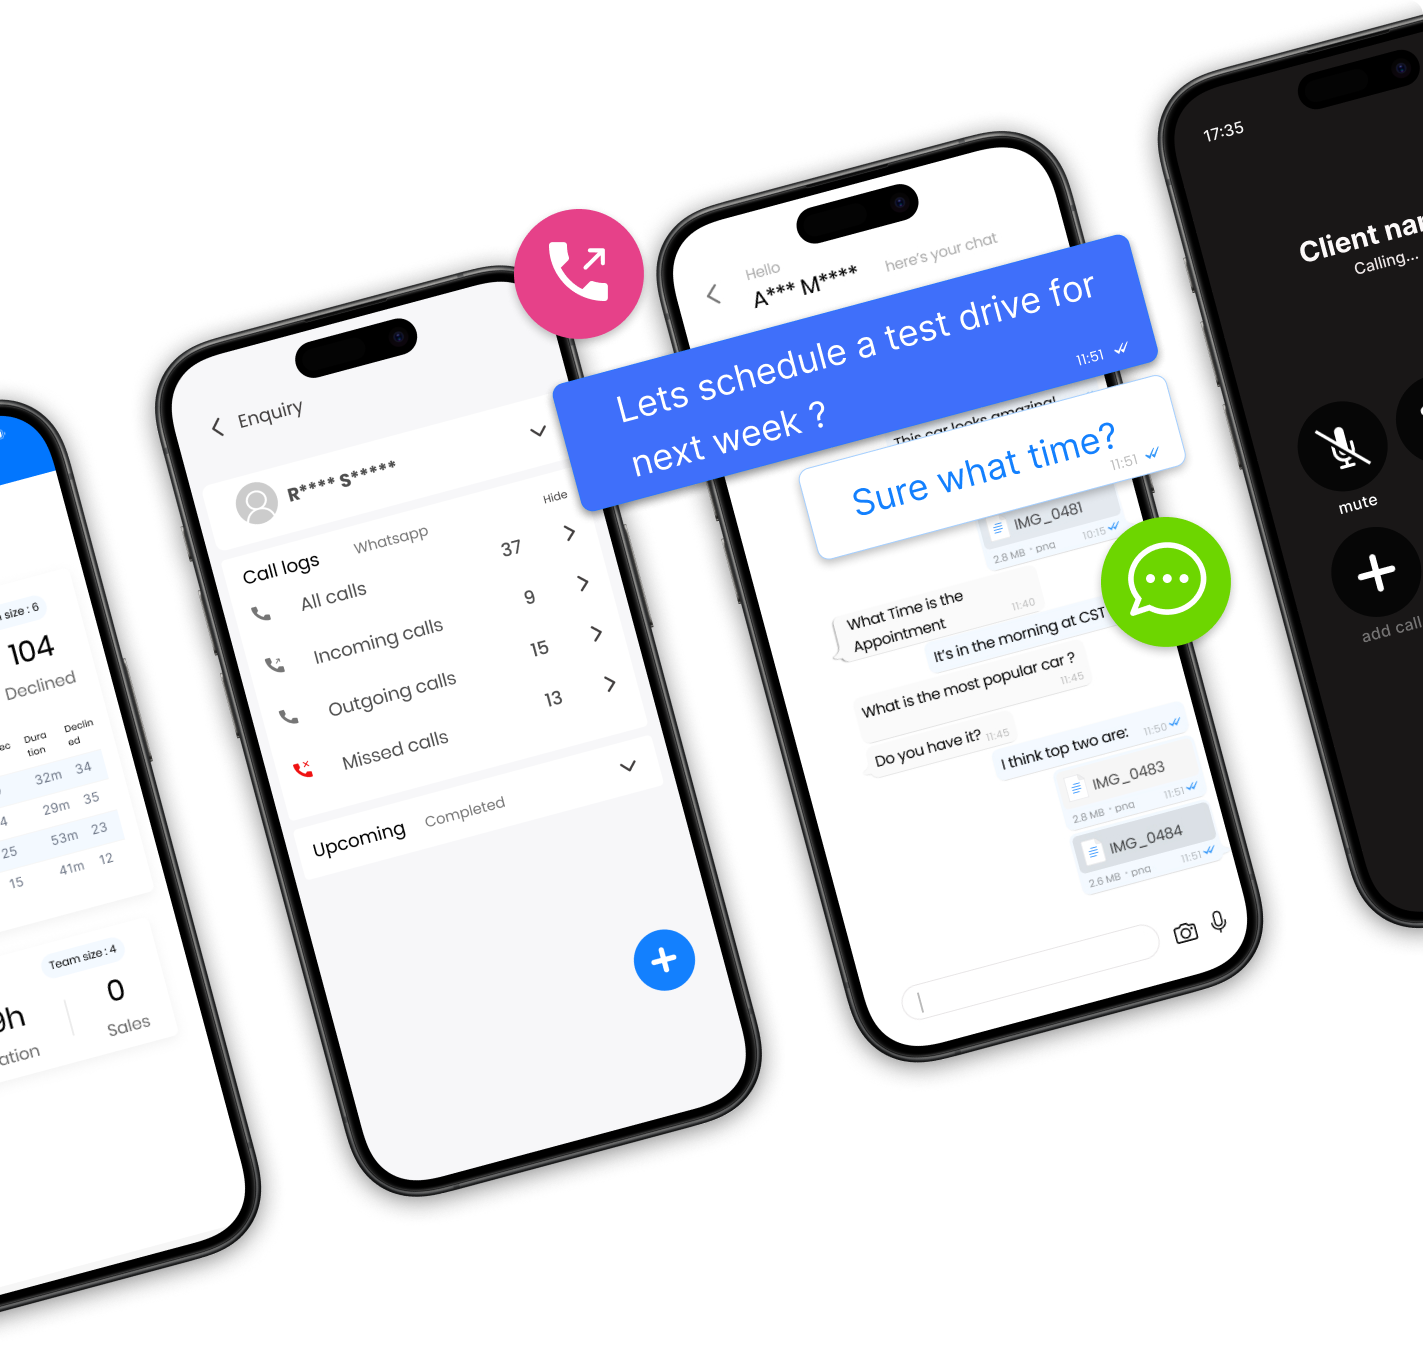 size : 6
104
Declined
Dura
tion
Declin
ed
32m 34
4 29m 35
25 53m 23
15 41m 12
Team size : 4
0
Sales
Enquiry
R**** S*****
Hide
Call logs Whatsapp
All calls 37
Incoming calls 9
Outgoing calls 15
Missed calls 13
Upcoming Completed
Hello
A*** M**** here's your chat
Lets schedule a test drive for
next week ?
11:51
This car looks amazing!
Sure what time?
11:51
IMG_0481
2.8 MB · png 10:15
What Time is the
Appointment 11:40
It's in the morning at CST
What is the most popular car ?
11:45
Do you have it? 11:45
I think top two are: 11:50
IMG_0483
2.8 MB · png 11:51
IMG_0484
2.6 MB · png 11:51
17:35
Client
Calling...
mute
add call